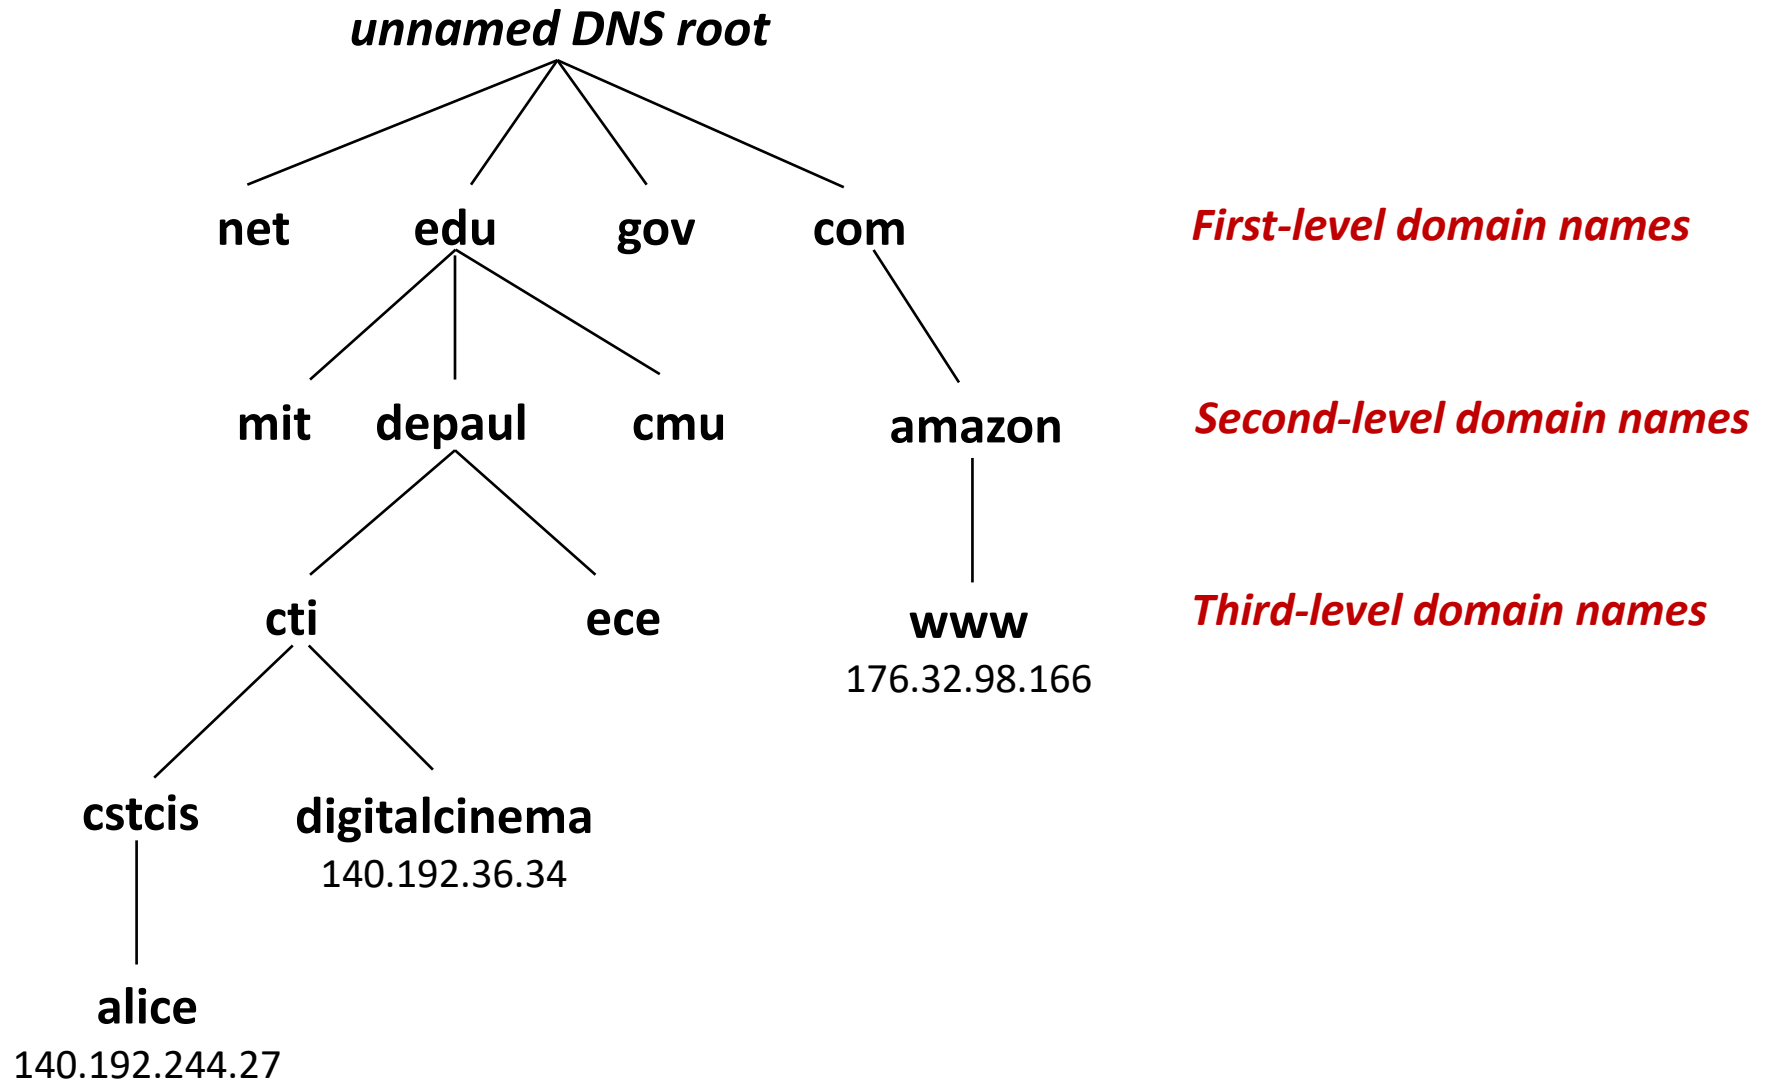 unnamed DNS root
net edu gov com First-level domain names
mit depaul cmu amazon Second-level domain names
cti ece www Third-level domain names
176.32.98.166
cstcis digitalcinema
140.192.36.34
alice
140.192.244.27